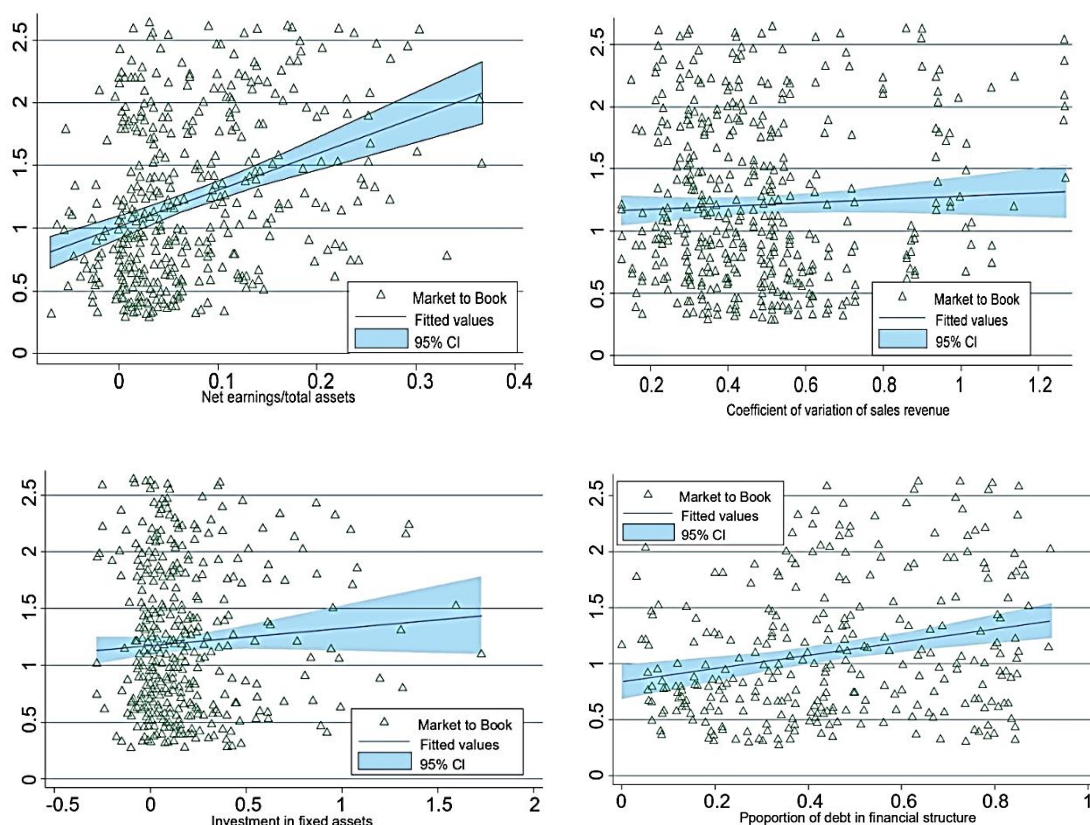 2.5
2
1.5
1
0.5
0
Market to Book
Fitted values
95% CI
0
0.1
0.2
0.3
0.4
Net earnings/total assets
2.5
2
1.5
1
0.5
0
Market to Book
Fitted values
95% CI
0.2
0.4
0.6
0.8
1
1.2
Coefficient of variation of sales revenue
2.5
2
1.5
1
0.5
0
Market to Book
Fitted values
95% CI
-0.5
0
0.5
1
1.5
2
Investment in fixed assets
2.5
2
1.5
1
0.5
0
Market to Book
Fitted values
95% CI
0
0.2
0.4
0.6
0.8
1
Ppoportion of debt in financial structure